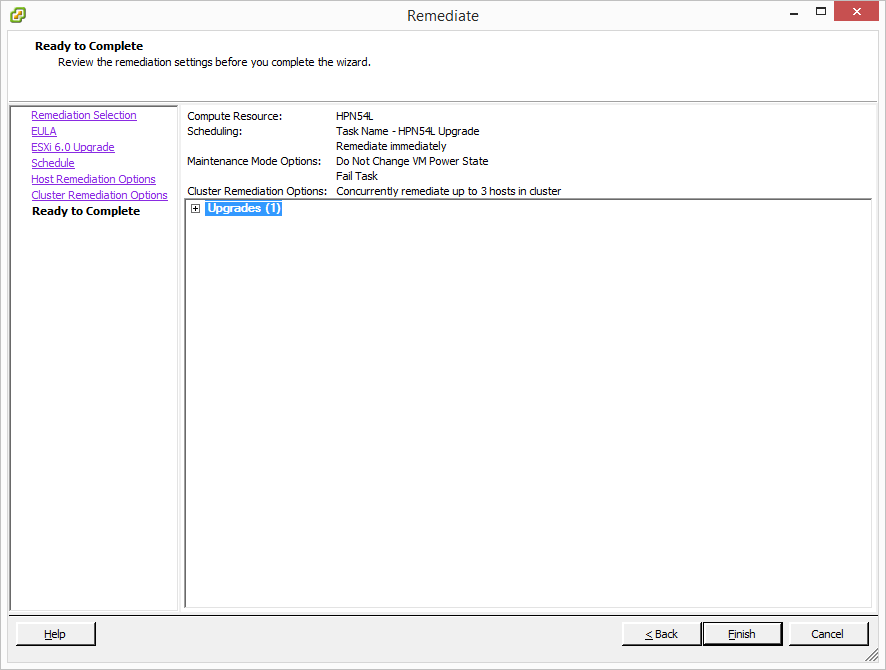 Remediate
Ready to Complete
Review the remediation settings before you complete the wizard.
Remediation Selection
EULA
ESXi 6.0 Upgrade
Schedule
Host Remediation Options
Cluster Remediation Options
Ready to Complete
Compute Resource: HPN54L
Scheduling: Task Name - HPN54L Upgrade
Remediate immediately
Maintenance Mode Options: Do Not Change VM Power State
Fail Task
Cluster Remediation Options: Concurrently remediate up to 3 hosts in cluster
Upgrades (1)
Help
< Back
Finish
Cancel